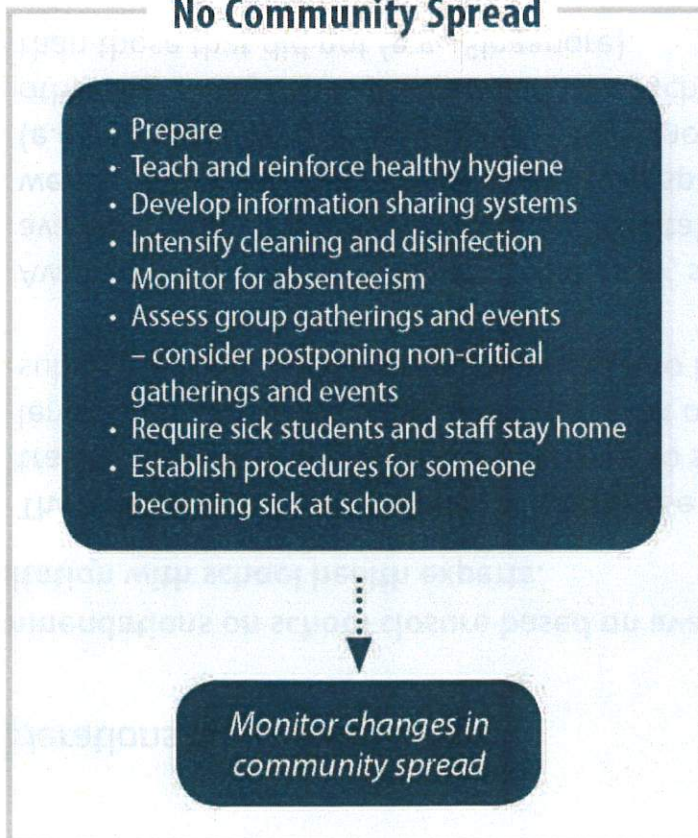 No Community Spread
• Prepare
• Teach and reinforce healthy hygiene
• Develop information sharing systems
• Intensify cleaning and disinfection
• Monitor for absenteeism
• Assess group gatherings and events
– consider postponing non-critical
gatherings and events
• Require sick students and staff stay home
• Establish procedures for someone
becoming sick at school
Monitor changes in
community spread